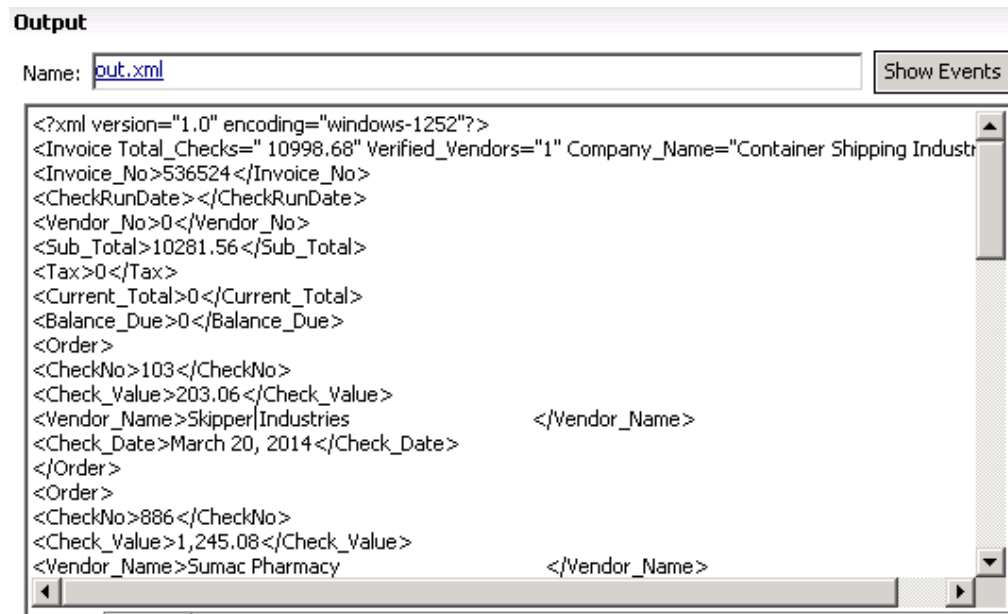 Output
Name: out.xml Show Events
<?xml version="1.0" encoding="windows-1252"?>
<Invoice Total_Checks=" 10998.68" Verified_Vendors="1" Company_Name="Container Shipping Industr
<Invoice_No>536524</Invoice_No>
<CheckRunDate></CheckRunDate>
<Vendor_No>0</Vendor_No>
<Sub_Total>10281.56</Sub_Total>
<Tax>0</Tax>
<Current_Total>0</Current_Total>
<Balance_Due>0</Balance_Due>
<Order>
<CheckNo>103</CheckNo>
<Check_Value>203.06</Check_Value>
<Vendor_Name>Skipper Industries </Vendor_Name>
<Check_Date>March 20, 2014</Check_Date>
</Order>
<Order>
<CheckNo>886</CheckNo>
<Check_Value>1,245.08</Check_Value>
<Vendor_Name>Sumac Pharmacy </Vendor_Name>